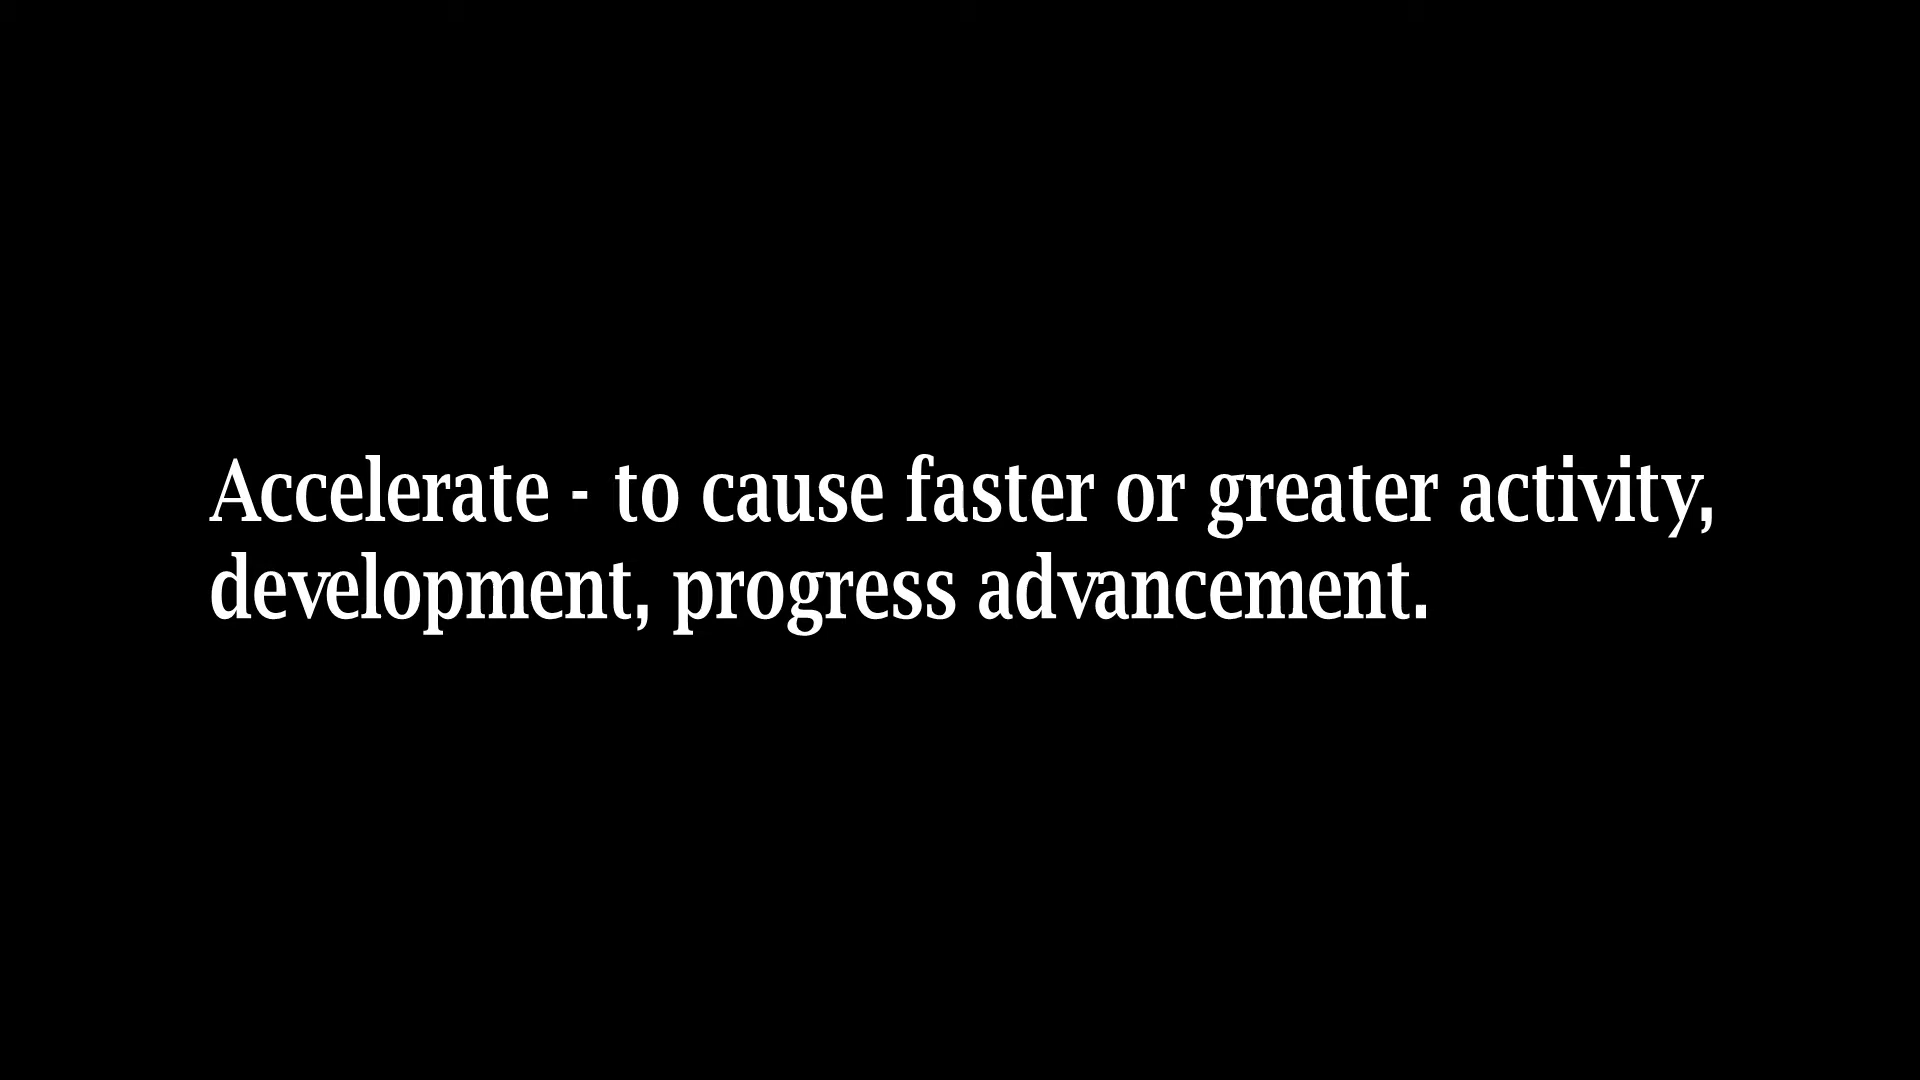 Accelerate - to cause faster or greater activity,
development, progress advancement.